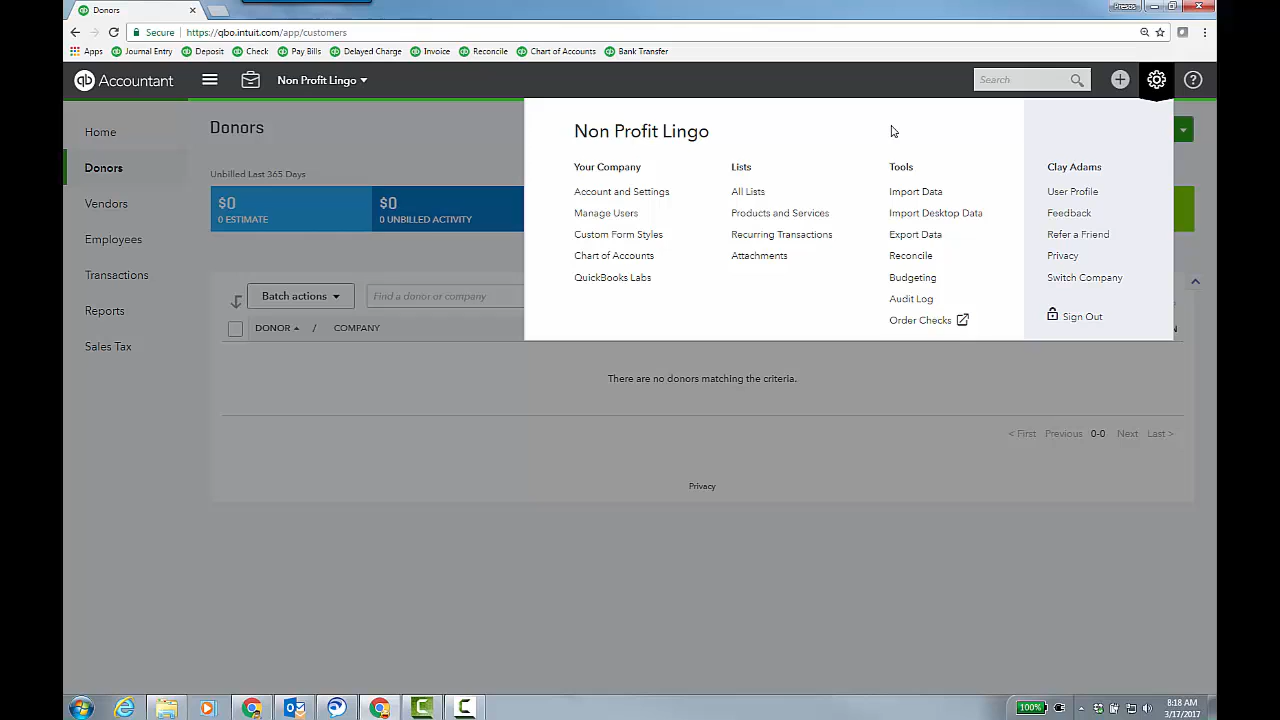 Donors
Presos
Secure https://qbo.intuit.com/app/customers
Apps Journal Entry Deposit Check Pay Bills Delayed Charge Invoice Reconcile Chart of Accounts Bank Transfer
qb Accountant Non Profit Lingo Search
Home
Donors
Vendors
Employees
Transactions
Reports
Sales Tax
Donors
Unbilled Last 365 Days
$0
0 ESTIMATE
$0
0 UNBILLED ACTIVITY
Batch actions Find a donor or company
DONOR / COMPANY
There are no donors matching the criteria.
< First Previous 0-0 Next Last >
Privacy
Non Profit Lingo
Your Company
Account and Settings
Manage Users
Custom Form Styles
Chart of Accounts
QuickBooks Labs
Lists
All Lists
Products and Services
Recurring Transactions
Attachments
Tools
Import Data
Import Desktop Data
Export Data
Reconcile
Budgeting
Audit Log
Order Checks
Clay Adams
User Profile
Feedback
Refer a Friend
Privacy
Switch Company
Sign Out
100%
8:18 AM
3/17/2017